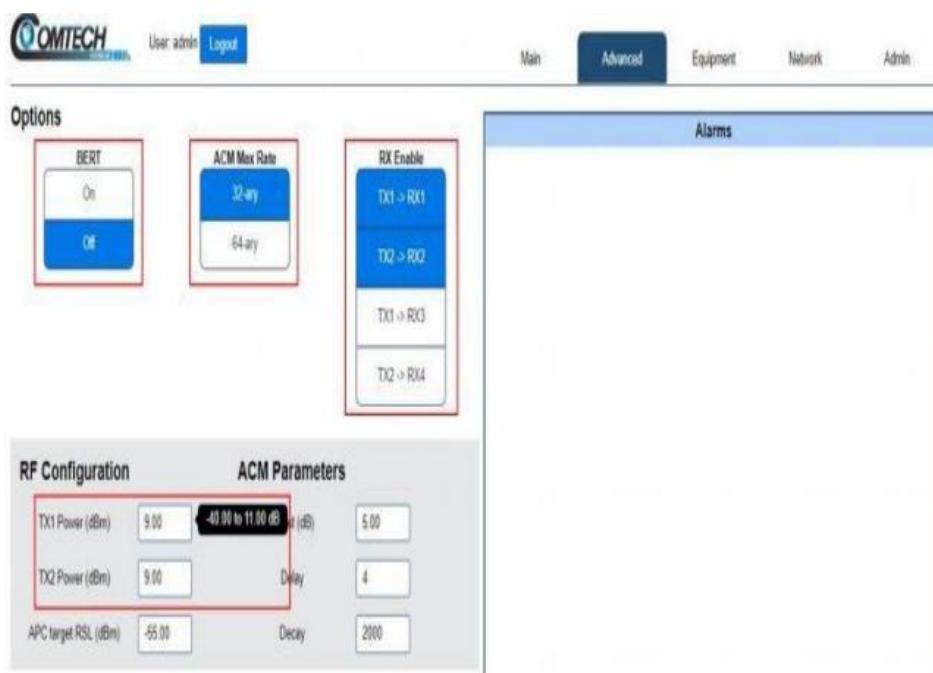 COMTECH
User: admin Logout
Main Advanced Equipment Network Admin
Options
Alarms
BERT
On
Off
ACM Max Rate
32-ary
64-ary
RX Enable
TX1 -> RX1
TX2 -> RX2
TX1 -> RX3
TX2 -> RX4
RF Configuration
ACM Parameters
TX1 Power (dBm) 9.00 -40.00 to 11.00 dB (dB) 5.00
TX2 Power (dBm) 9.00 Delay 4
APC target RSL (dBm) -55.00 Decay 2000